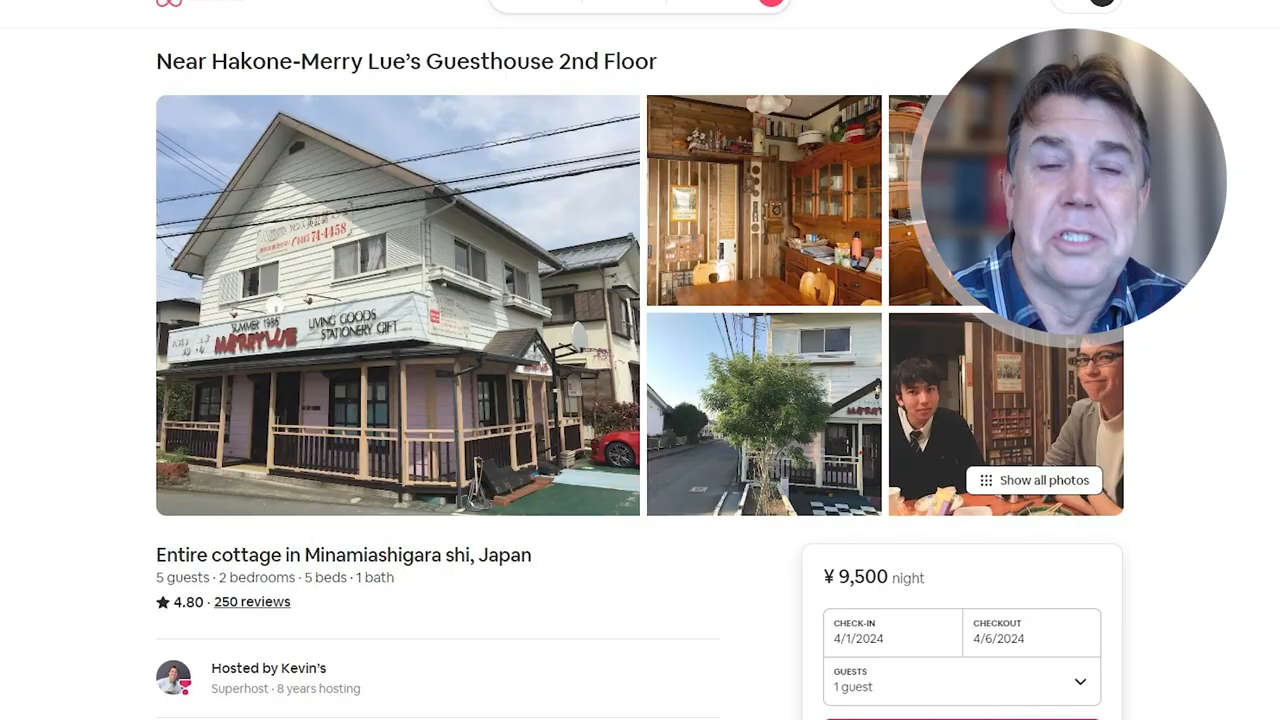 Near Hakone-Merry Lue's Guesthouse 2nd Floor
74-4458
SUMMER 1986
MERRY LUE
LIVING GOODS
STATIONERY GIFT
Show all photos
Entire cottage in Minamiashigara shi, Japan
5 guests · 2 bedrooms · 5 beds · 1 bath
4.80 · 250 reviews
Hosted by Kevin's
Superhost · 8 years hosting
¥ 9,500 night
CHECK-IN
4/1/2024
CHECKOUT
4/6/2024
GUESTS
1 guest